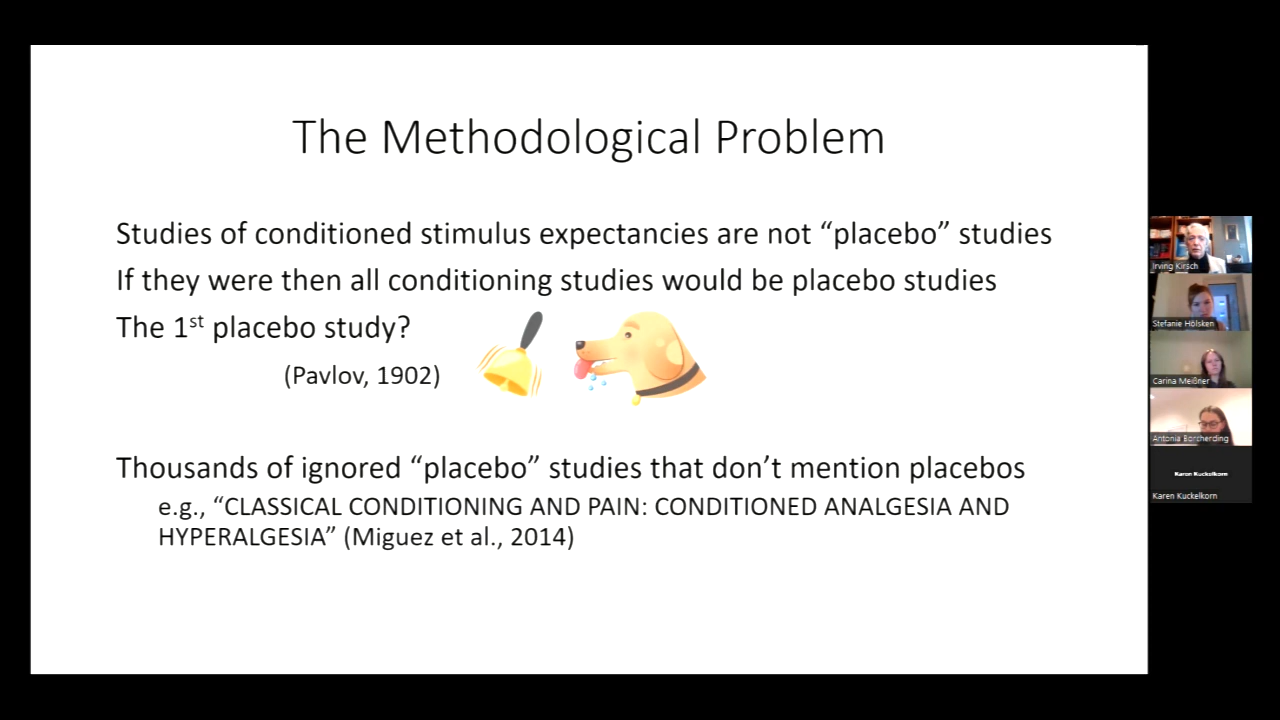 The Methodological Problem
Studies of conditioned stimulus expectancies are not “placebo” studies
If they were then all conditioning studies would be placebo studies
The 1st placebo study?
(Pavlov, 1902)
Thousands of ignored “placebo” studies that don’t mention placebos
e.g., “CLASSICAL CONDITIONING AND PAIN: CONDITIONED ANALGESIA AND
HYPERALGESIA” (Miguez et al., 2014)
Irving Kirsch
Stefanie Hölsken
Carina Meißner
Antonia Borcherding
Karen Kuckelkorn
Karen Kuckelkorn